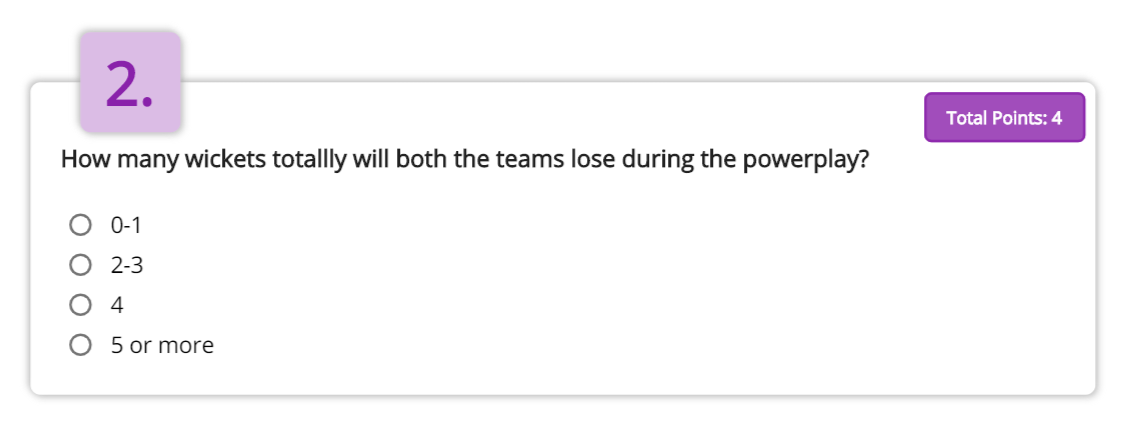 2.
Total Points: 4
How many wickets totallly will both the teams lose during the powerplay?
0-1
2-3
4
5 or more